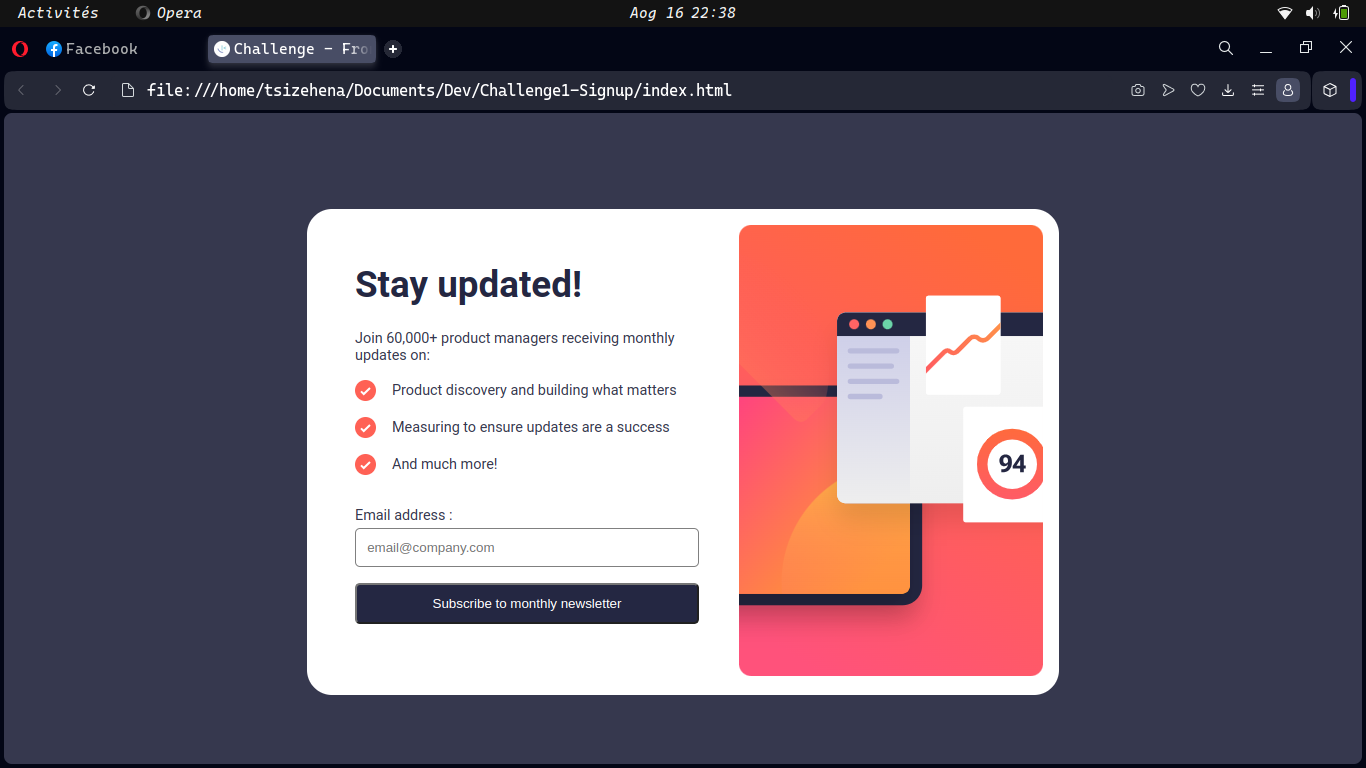 Activités Opera Aog 16 22:38
Facebook Challenge - Fro
file:///home/tsizehena/Documents/Dev/Challenge1-Signup/index.html
Stay updated!
Join 60,000+ product managers receiving monthly
updates on:
Product discovery and building what matters
Measuring to ensure updates are a success
And much more!
Email address :
email@company.com
Subscribe to monthly newsletter
94